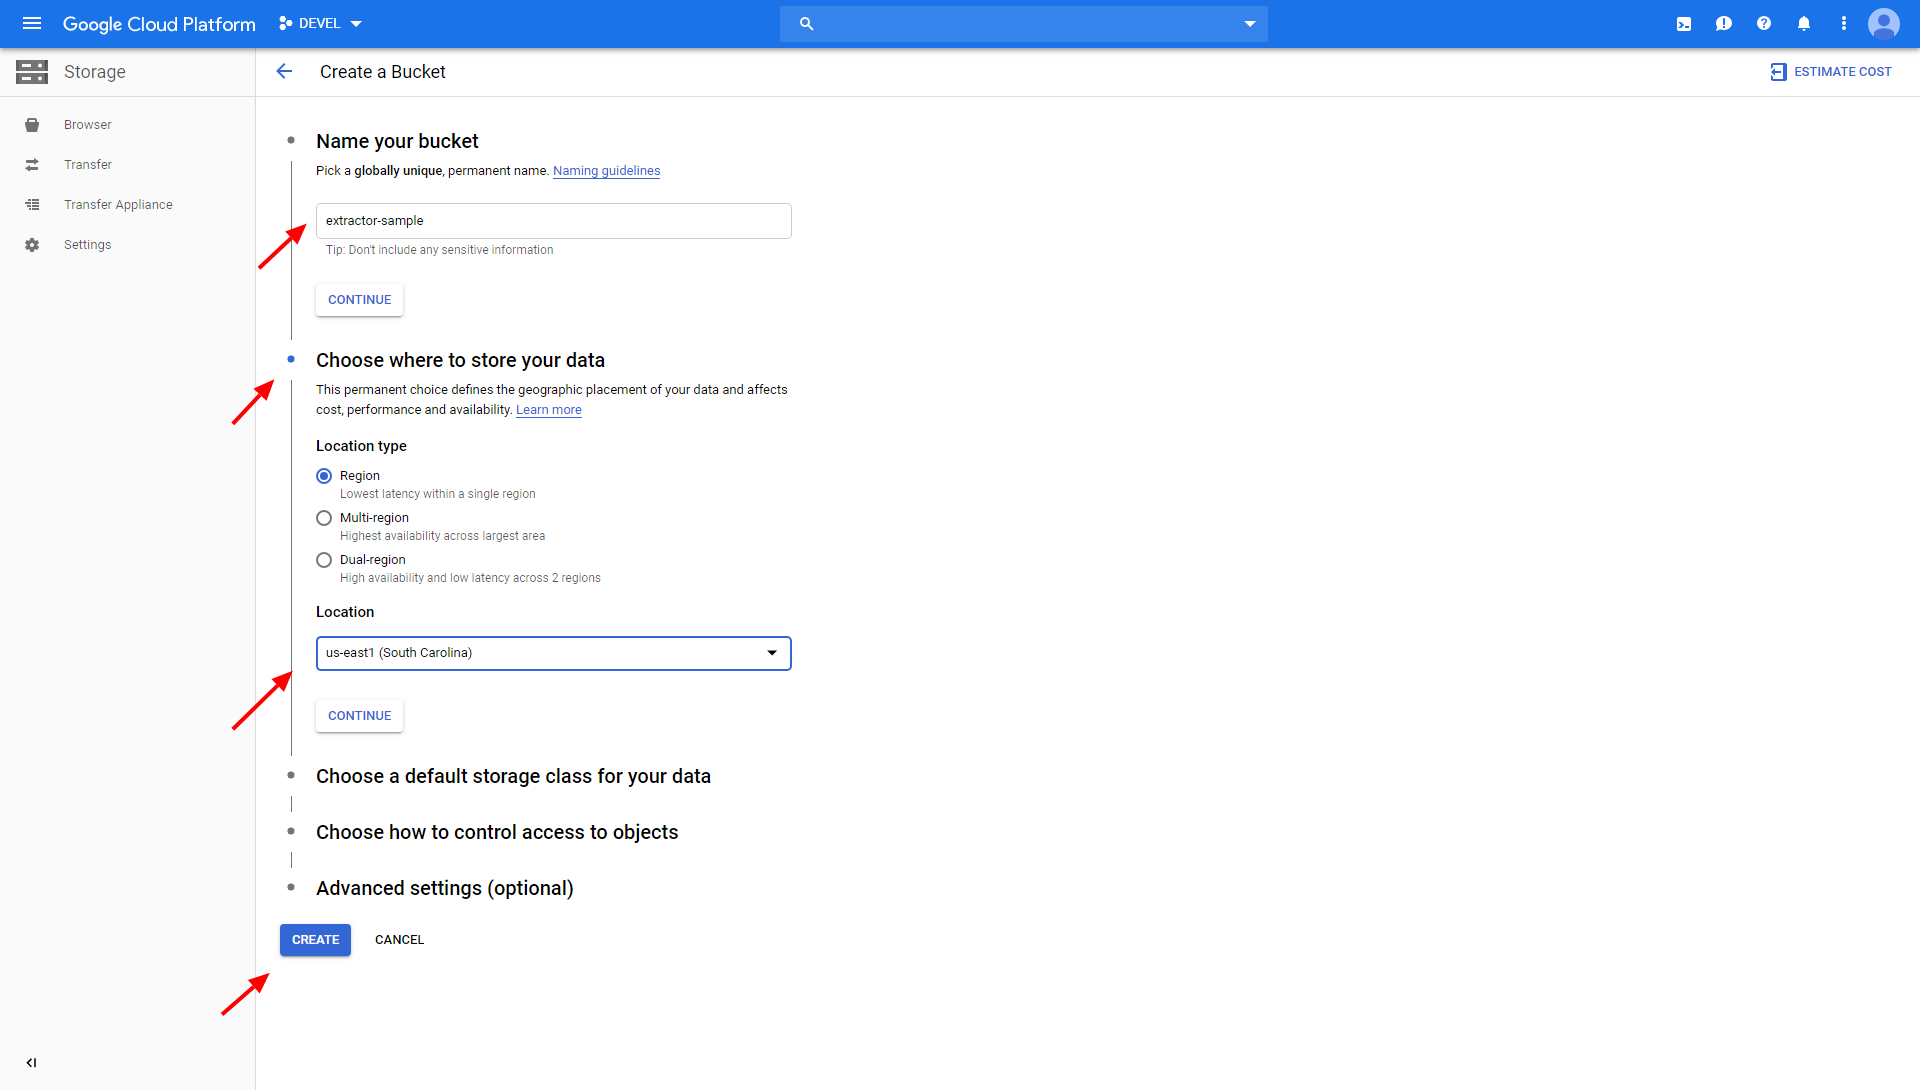 Google Cloud Platform
DEVEL
Storage
Create a Bucket
ESTIMATE COST
Browser
Transfer
Transfer Appliance
Settings
Name your bucket
Pick a globally unique, permanent name. Naming guidelines
extractor-sample
Tip: Don't include any sensitive information
CONTINUE
Choose where to store your data
This permanent choice defines the geographic placement of your data and affects
cost, performance and availability. Learn more
Location type
Region
Lowest latency within a single region
Multi-region
Highest availability across largest area
Dual-region
High availability and low latency across 2 regions
Location
us-east1 (South Carolina)
CONTINUE
Choose a default storage class for your data
Choose how to control access to objects
Advanced settings (optional)
CREATE
CANCEL